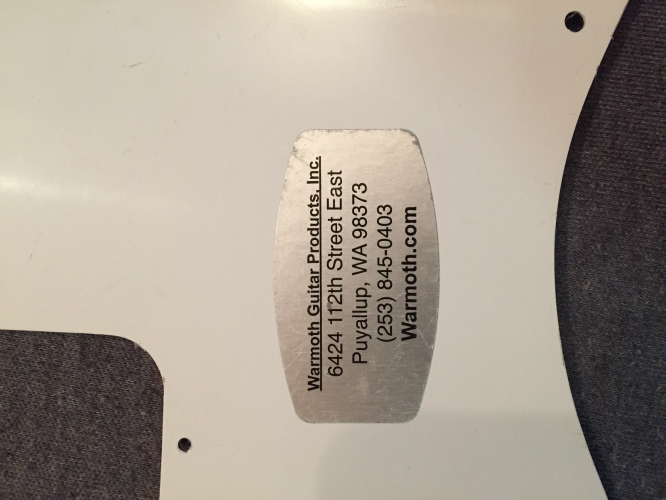 Warmoth Guitar Products, Inc.
6424 112th Street East
Puyallup, WA 98373
(253) 845-0403
Warmoth.com